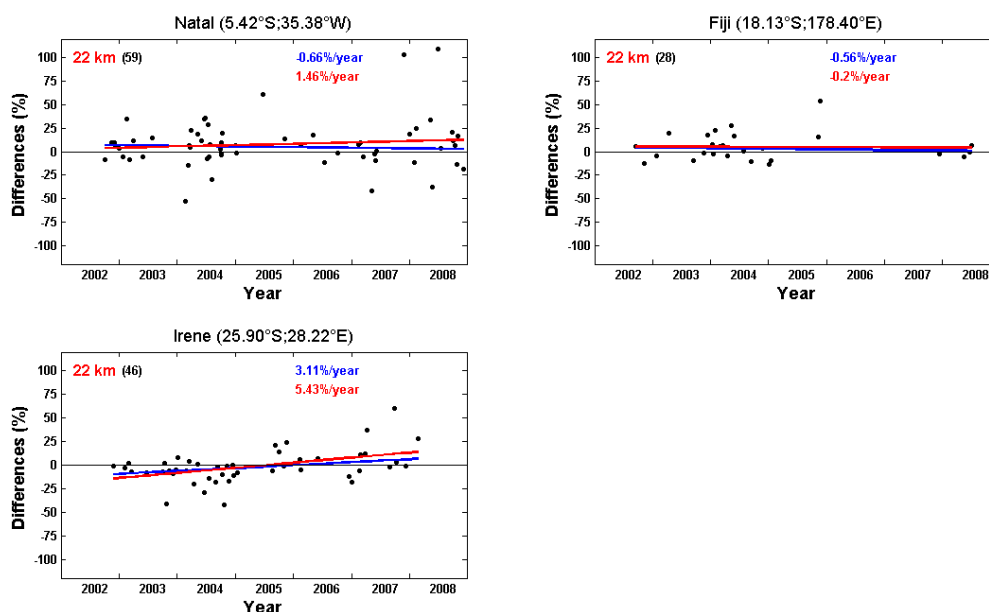 Natal (5.42°S;35.38°W)
22 km (59)
-0.66%/year
1.46%/year
100
75
50
25
0
-25
-50
-75
-100
Differences (%)
2002 2003 2004 2005 2006 2007 2008
Year
Fiji (18.13°S;178.40°E)
22 km (28)
-0.56%/year
-0.2%/year
100
75
50
25
0
-25
-50
-75
-100
Differences (%)
2002 2003 2004 2005 2006 2007 2008
Year
Irene (25.90°S;28.22°E)
22 km (46)
3.11%/year
5.43%/year
100
75
50
25
0
-25
-50
-75
-100
Differences (%)
2002 2003 2004 2005 2006 2007 2008
Year